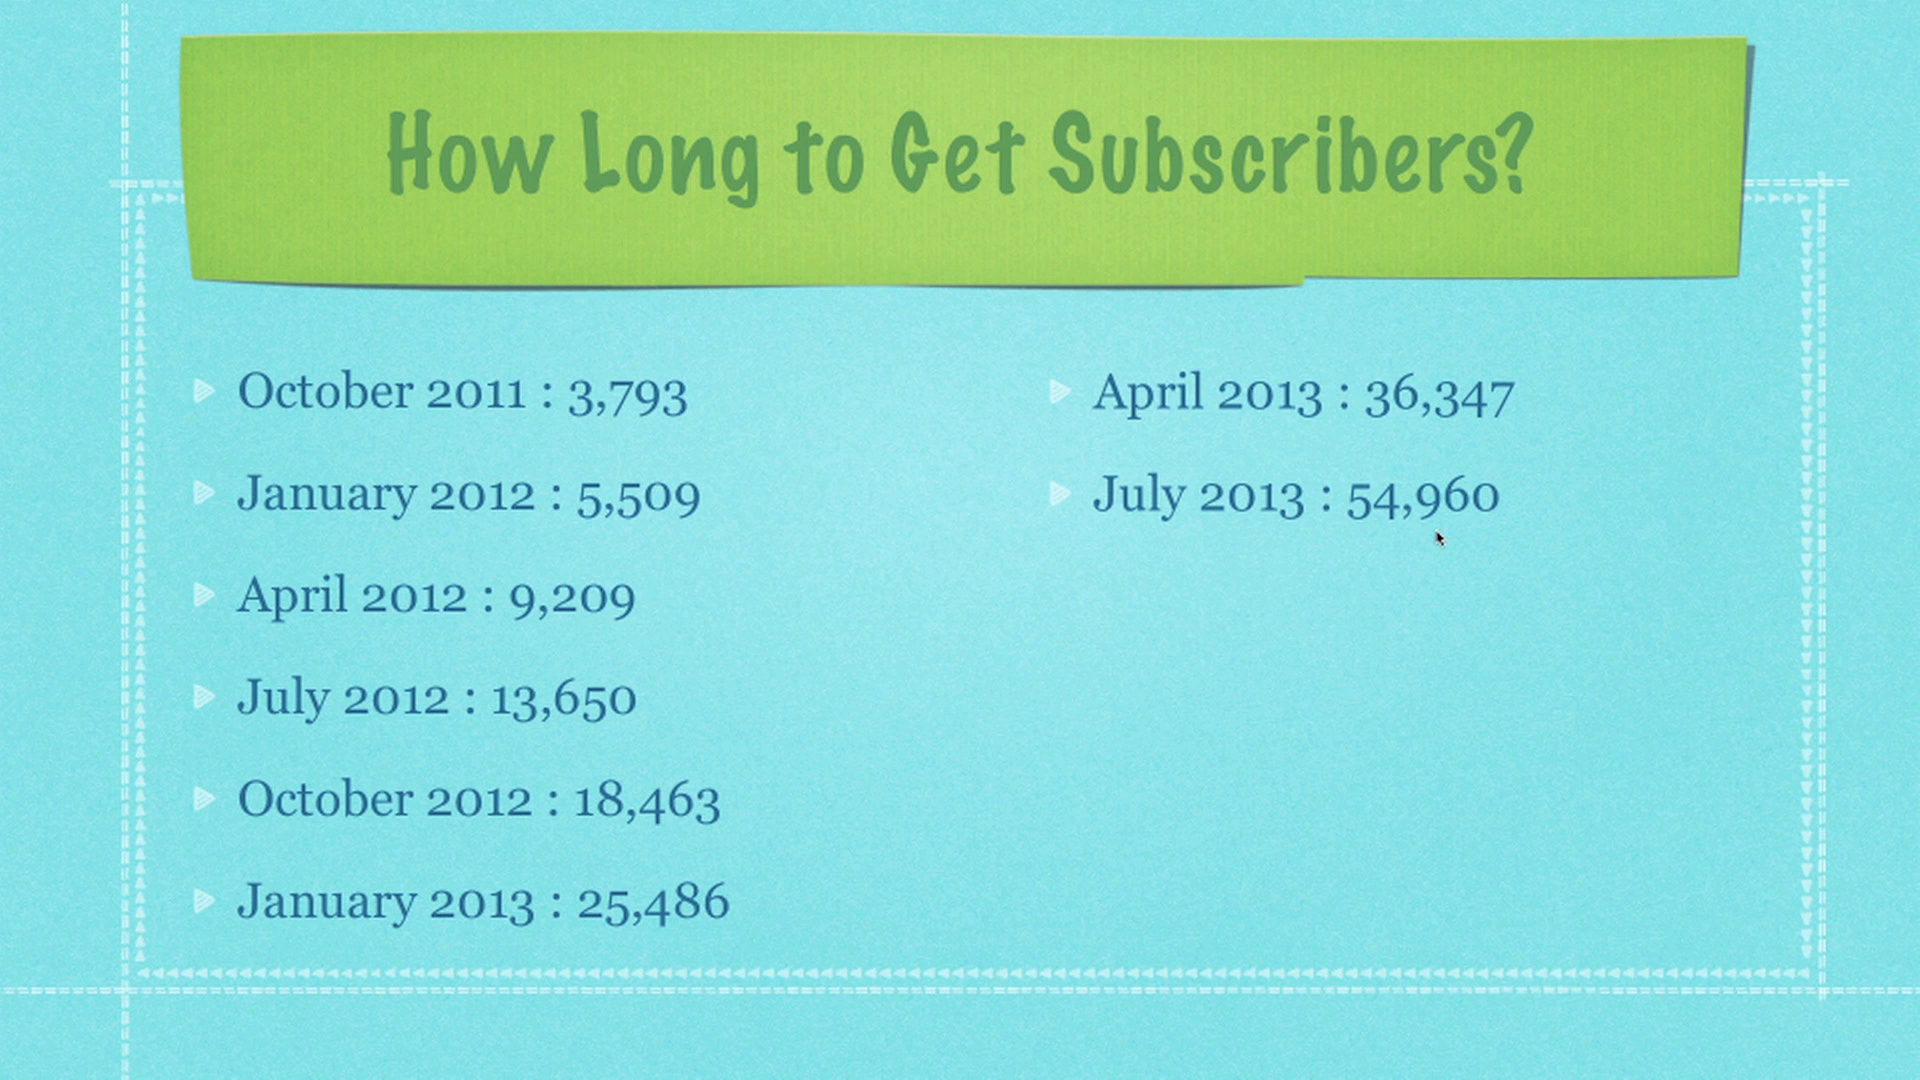 How Long to Get Subscribers?
October 2011 : 3,793
January 2012 : 5,509
April 2012 : 9,209
July 2012 : 13,650
October 2012 : 18,463
January 2013 : 25,486
April 2013 : 36,347
July 2013 : 54,960